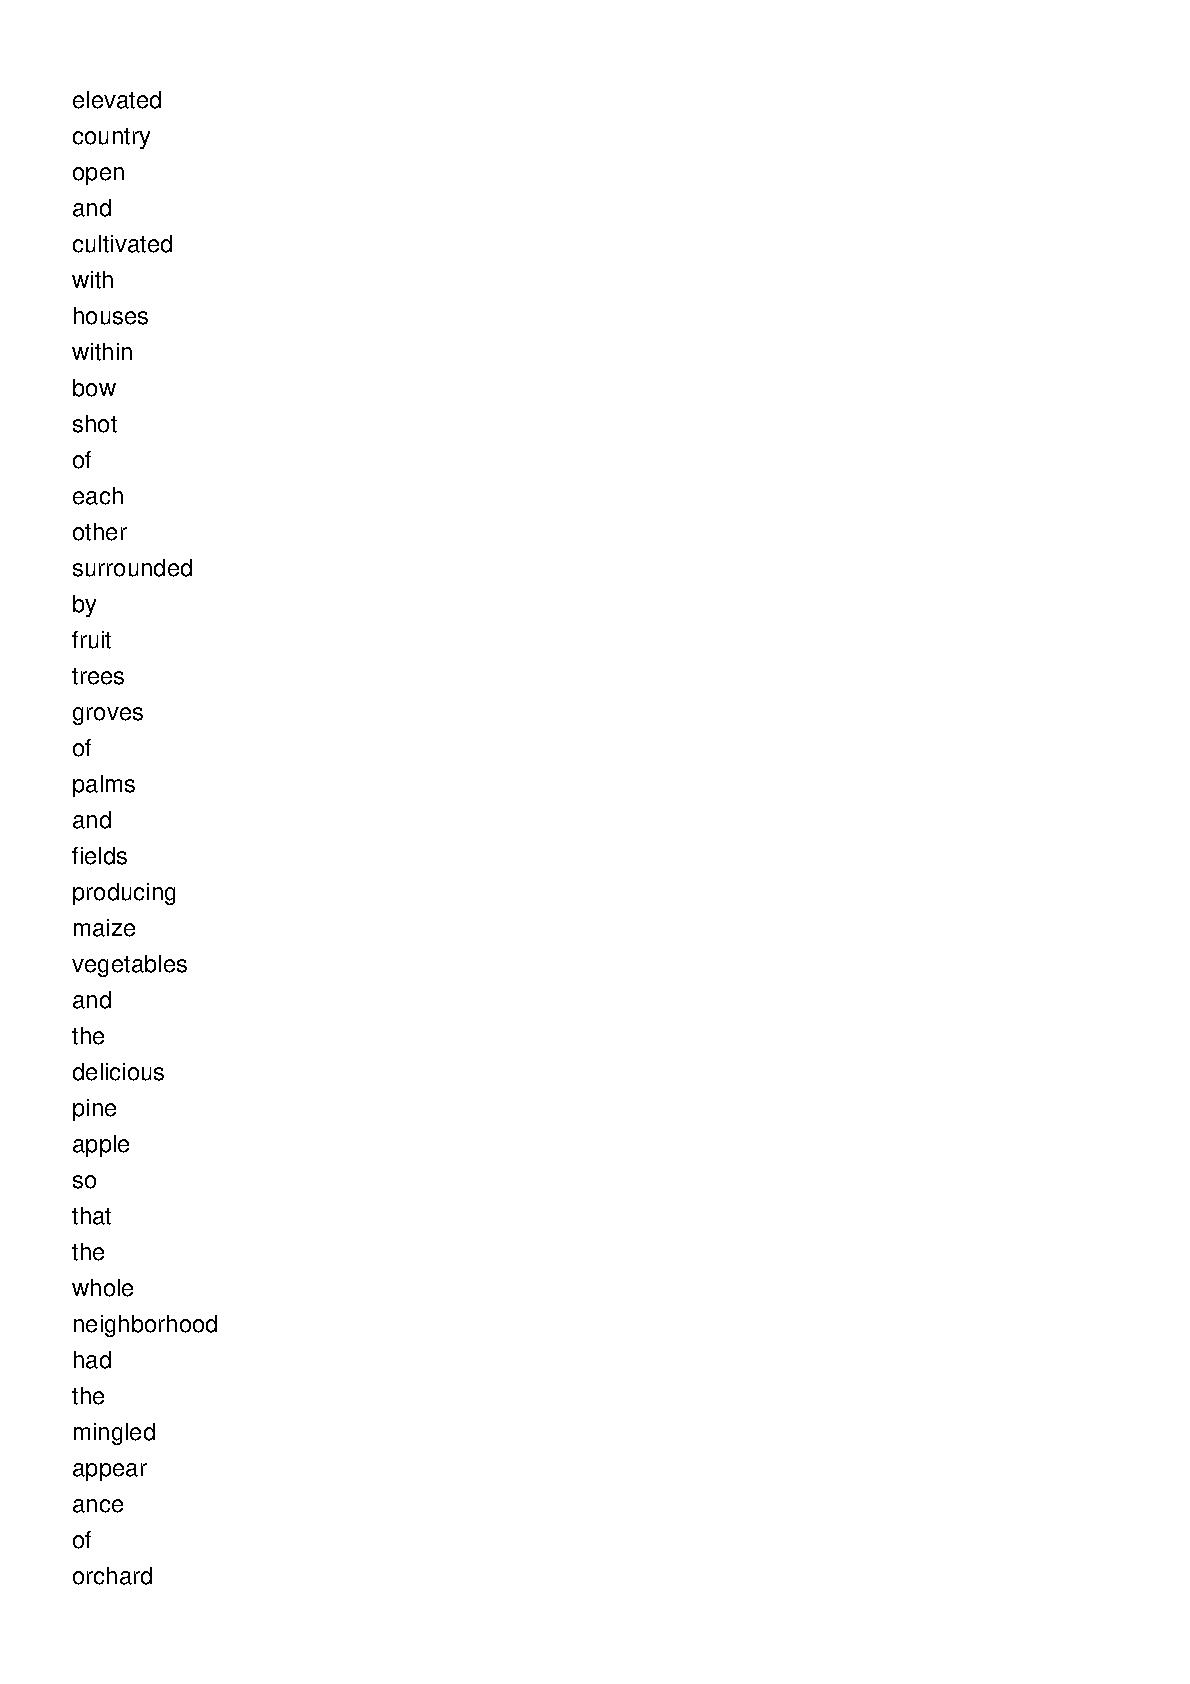 elevated
country
open
and
cultivated
with
houses
within
bow
shot
of
each
other
surrounded
by
fruit
trees
groves
of
palms
and
fields
producing
maize
vegetables
and
the
delicious
pine
apple
so
that
the
whole
neighborhood
had
the
mingled
appear
ance
of
orchard